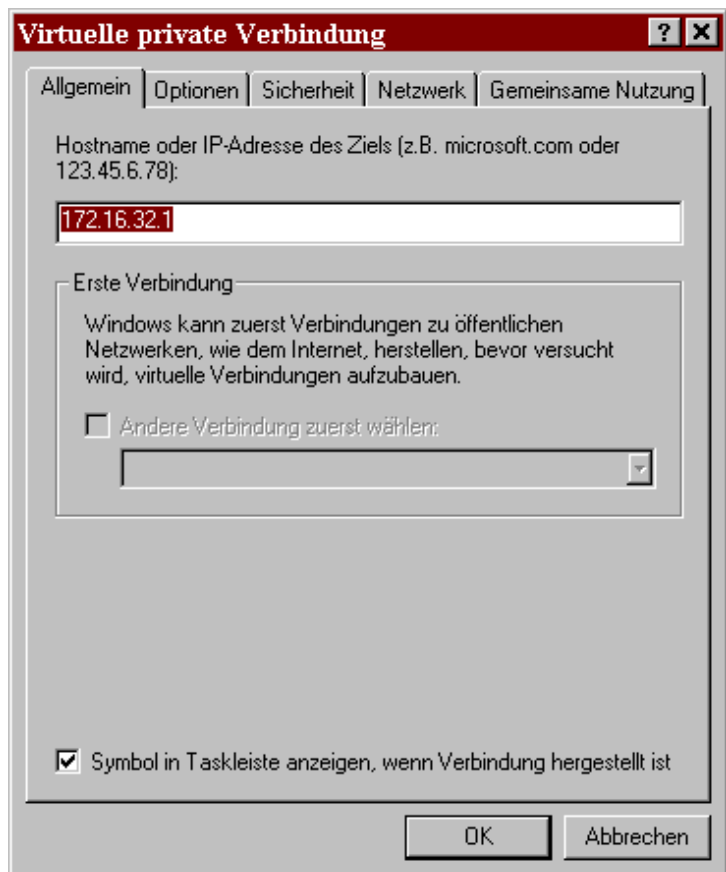 Virtuelle private Verbindung
Allgemein Optionen Sicherheit Netzwerk Gemeinsame Nutzung
Hostname oder IP-Adresse des Ziels (z.B. microsoft.com oder
123.45.6.78):
172.16.32.1
Erste Verbindung
Windows kann zuerst Verbindungen zu öffentlichen
Netzwerken, wie dem Internet, herstellen, bevor versucht
wird, virtuelle Verbindungen aufzubauen.
Andere Verbindung zuerst wählen:
Symbol in Taskleiste anzeigen, wenn Verbindung hergestellt ist
OK Abbrechen